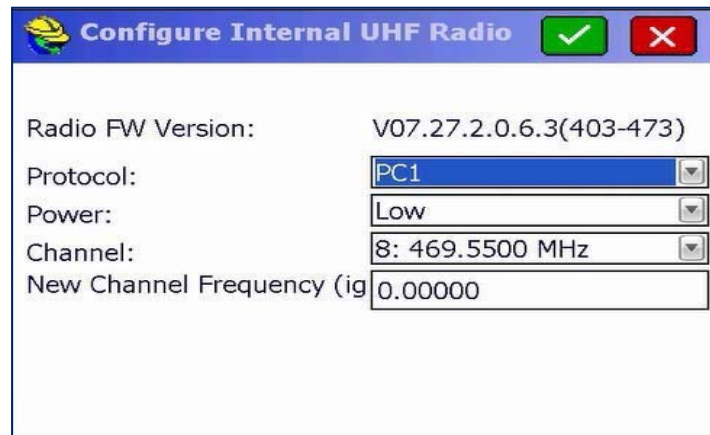 Configure Internal UHF Radio
Radio FW Version: V07.27.2.0.6.3(403-473)
Protocol: PC1
Power: Low
Channel: 8: 469.5500 MHz
New Channel Frequency (ig 0.00000